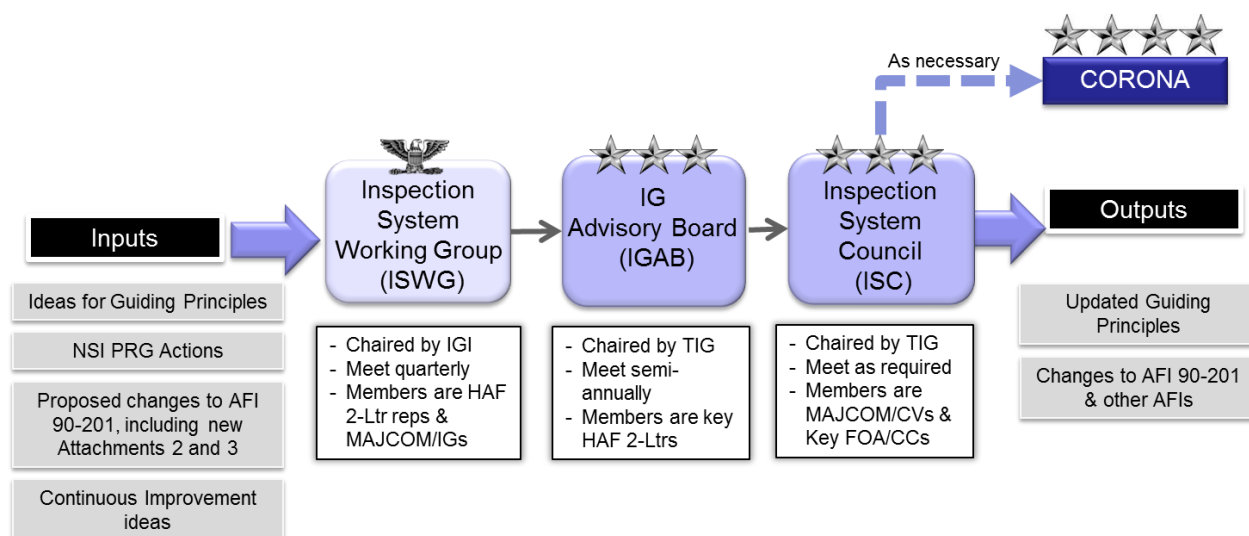 As necessary
CORONA
Inputs
Ideas for Guiding Principles
NSI PRG Actions
Proposed changes to AFI
90-201, including new
Attachments 2 and 3
Continuous Improvement
ideas
Inspection
System
Working Group
(ISWG)
- Chaired by IGI
- Meet quarterly
- Members are HAF
2-Ltr reps &
MAJCOM/IGs
IG
Advisory Board
(IGAB)
- Chaired by TIG
- Meet semi-
annually
- Members are key
HAF 2-Ltrs
Inspection
System
Council
(ISC)
- Chaired by TIG
- Meet as required
- Members are
MAJCOM/CVs &
Key FOA/CCs
Outputs
Updated Guiding
Principles
Changes to AFI 90-201
& other AFIs